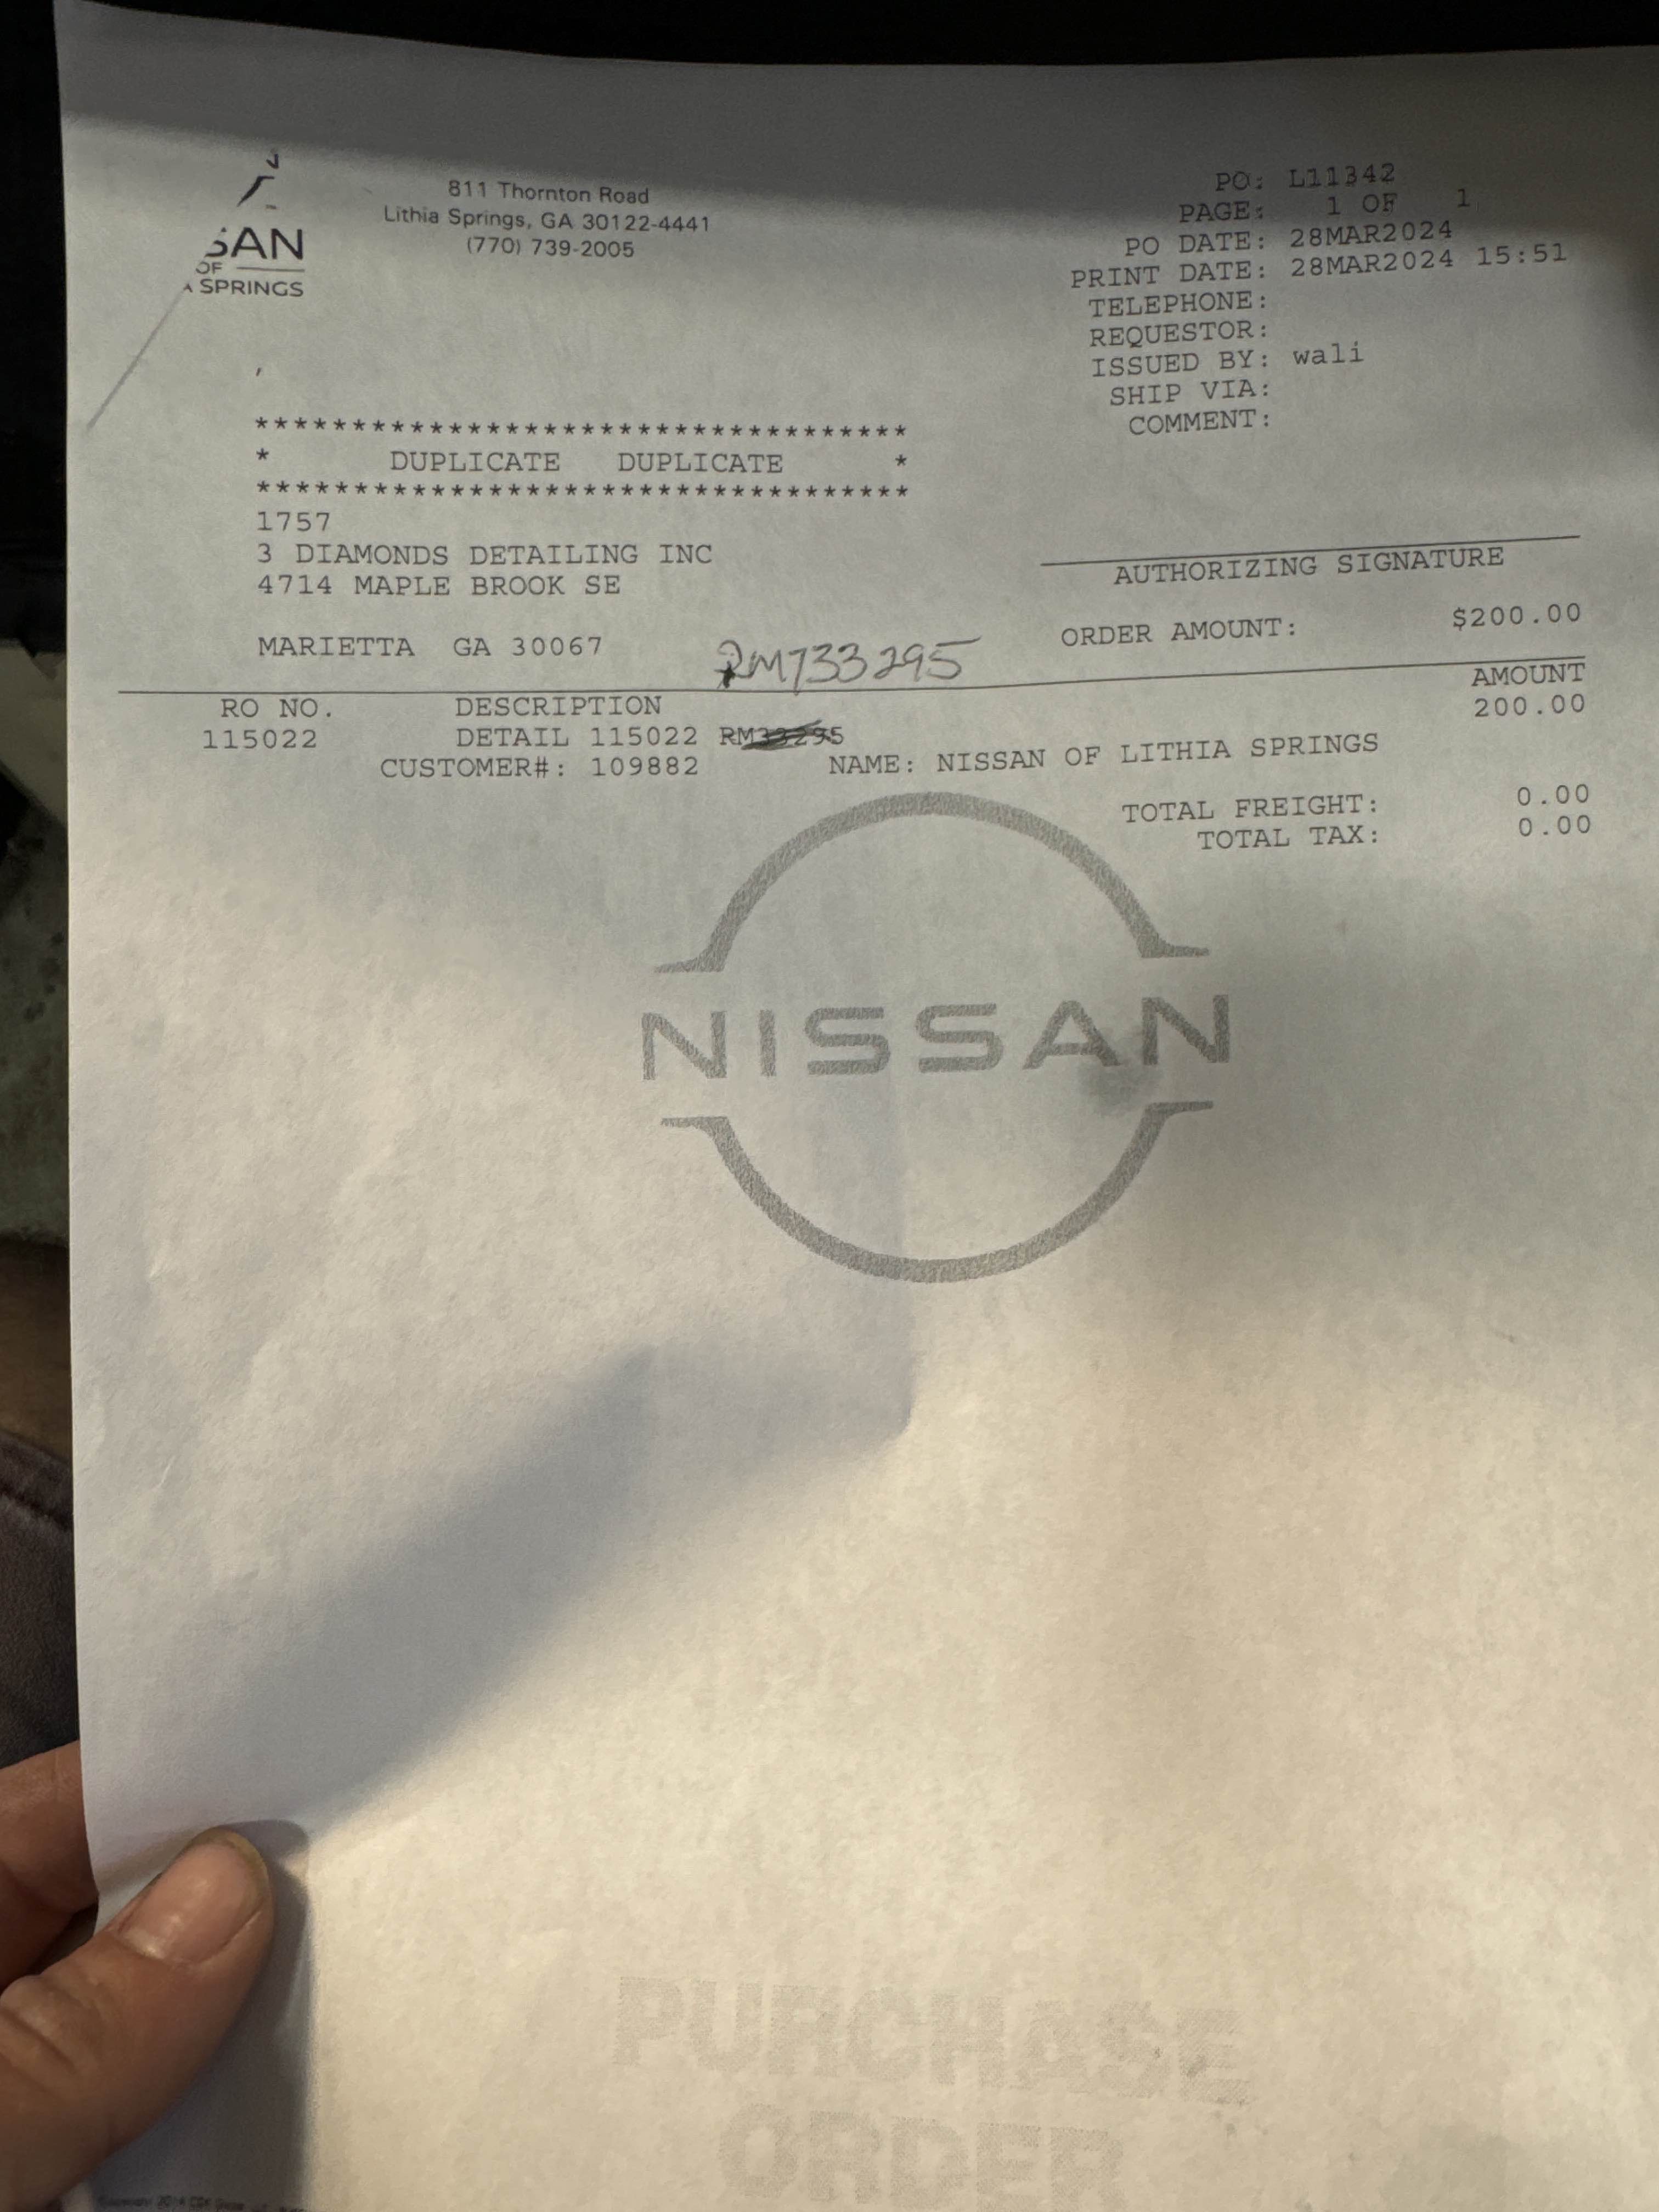 SAN
OF
A SPRINGS
811 Thornton Road
Lithia Springs, GA 30122-4441
(770) 739-2005
PO: L11342
PAGE: 1 OF 1
PO DATE: 28MAR2024
PRINT DATE: 28MAR2024 15:51
TELEPHONE:
REQUESTOR:
ISSUED BY: wali
SHIP VIA:
COMMENT:
,
***********************************
* DUPLICATE DUPLICATE *
***********************************
1757
3 DIAMONDS DETAILING INC
4714 MAPLE BROOK SE
MARIETTA GA 30067
AUTHORIZING SIGNATURE
ORDER AMOUNT: $200.00
RM733295
RO NO. DESCRIPTION AMOUNT
115022 DETAIL 115022 RM33295 200.00
CUSTOMER#: 109882 NAME: NISSAN OF LITHIA SPRINGS
TOTAL FREIGHT: 0.00
TOTAL TAX: 0.00
NISSAN
PURCHASE
ORDER